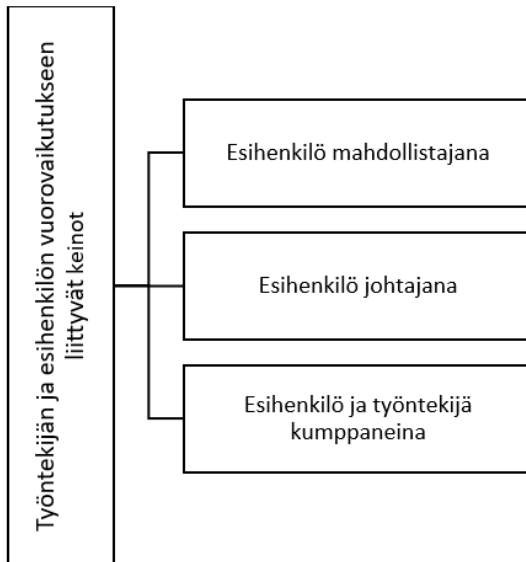 Työntekijän ja esihenkilön vuorovaikutukseen
liittyvät keinot
Esihenkilö mahdollistajana
Esihenkilö johtajana
Esihenkilö ja työntekijä
kumppaneina